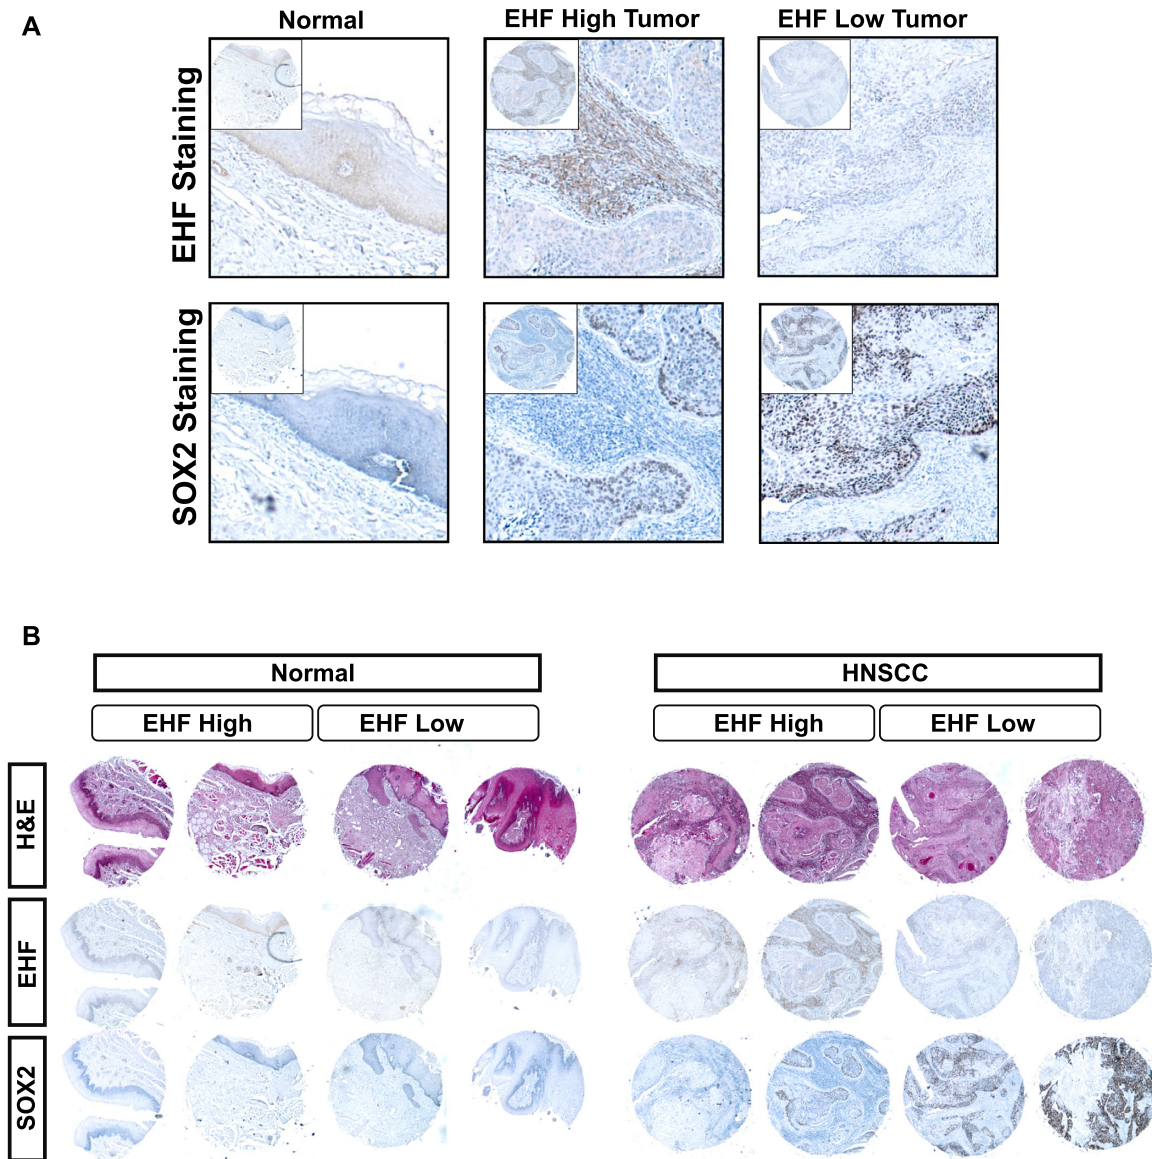 A
Normal
EHF High Tumor
EHF Low Tumor
EHF Staining
SOX2 Staining
B
Normal
HNSCC
EHF High
EHF Low
EHF High
EHF Low
H&E
EHF
SOX2